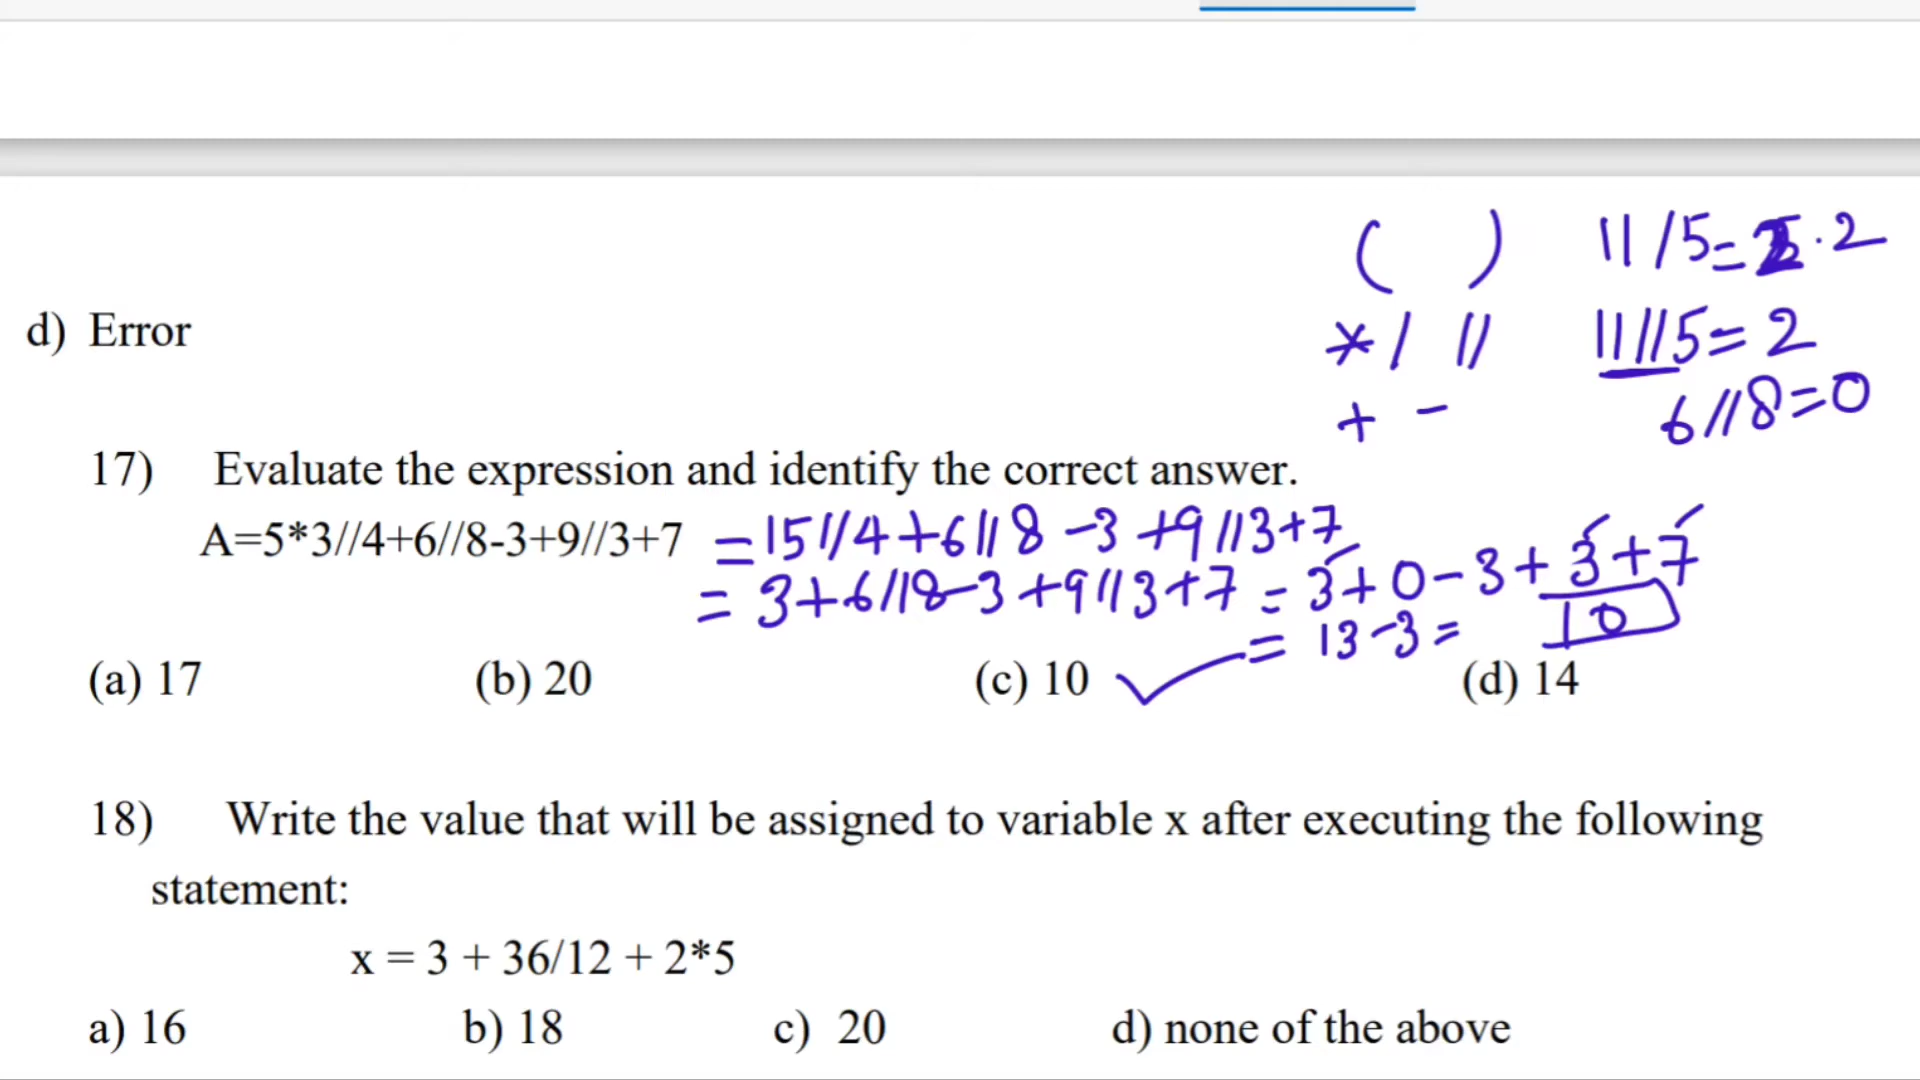 ( ) 11/5=2.2
d) Error
* / // 11//5=2
+ - 6//8=0
17) Evaluate the expression and identify the correct answer.
A=5*3//4+6//8-3+9//3+7 =15//4+6//8-3+9//3+7
= 3+6//8-3+9//3+7 = 3+0-3+3+7
= 13-3= 10
(a) 17 (b) 20 (c) 10 ✓ (d) 14
18) Write the value that will be assigned to variable x after executing the following
statement:
x = 3 + 36/12 + 2*5
a) 16 b) 18 c) 20 d) none of the above